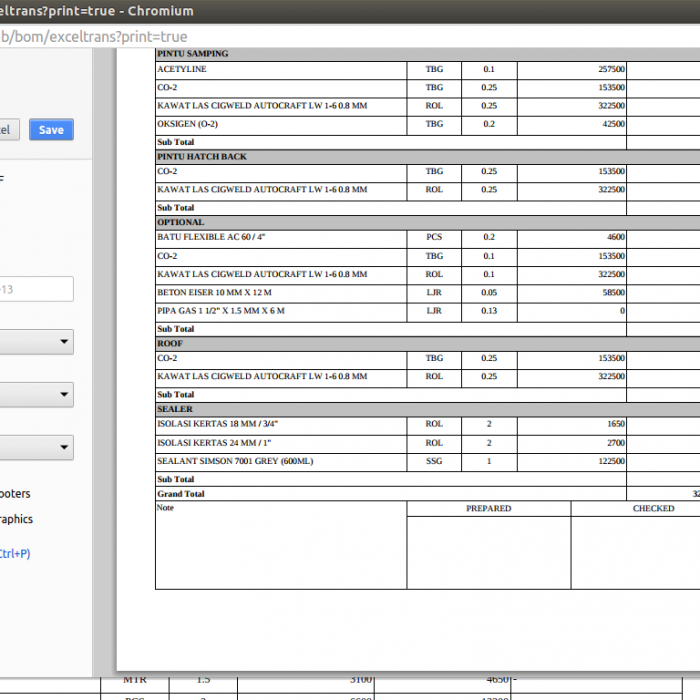 eltrans?print=true - Chromium
b/bom/exceltrans?print=true
el Save
-13
ooters
raphics
Ctrl+P)
PINTU SAMPING
ACETYLINE TBG 0.1 257500
CO-2 TBG 0.25 153500
KAWAT LAS CIGWELD AUTOCRAFT LW 1-6 0.8 MM ROL 0.25 322500
OKSIGEN (O-2) TBG 0.2 42500
Sub Total
PINTU HATCH BACK
CO-2 TBG 0.25 153500
KAWAT LAS CIGWELD AUTOCRAFT LW 1-6 0.8 MM ROL 0.25 322500
Sub Total
OPTIONAL
BATU FLEXIBLE AC 60 / 4" PCS 0.2 4600
CO-2 TBG 0.1 153500
KAWAT LAS CIGWELD AUTOCRAFT LW 1-6 0.8 MM ROL 0.1 322500
BETON EISER 10 MM X 12 M LJR 0.05 58500
PIPA GAS 1 1/2" X 1.5 MM X 6 M LJR 0.13 0
Sub Total
ROOF
CO-2 TBG 0.25 153500
KAWAT LAS CIGWELD AUTOCRAFT LW 1-6 0.8 MM ROL 0.25 322500
Sub Total
SEALER
ISOLASI KERTAS 18 MM / 3/4" ROL 2 1650
ISOLASI KERTAS 24 MM / 1" ROL 2 2700
SEALANT SIMSON 7001 GREY (600ML) SSG 1 122500
Sub Total
Grand Total 32
Note PREPARED CHECKED
MTR 1.5 3100 4650 -